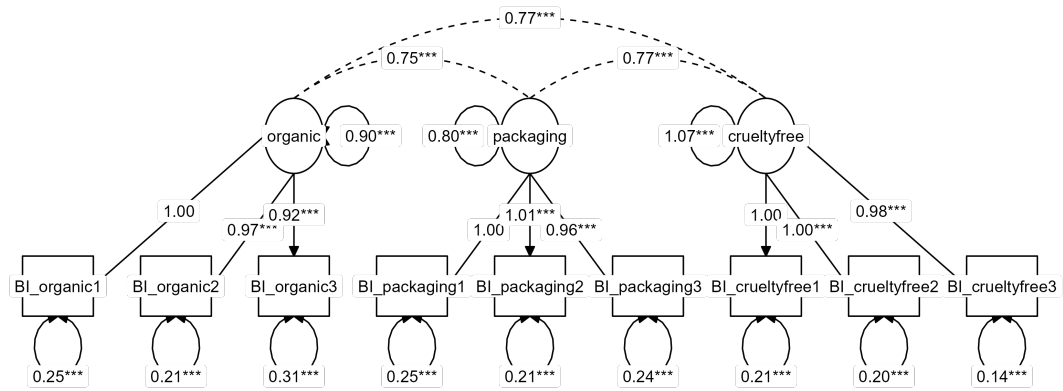 0.77***
0.75*** 0.77***
organic 0.90*** 0.80*** packaging 1.07*** crueltyfree
1.00 0.92*** 1.01*** 1.00 0.98***
0.97*** 1.00 0.96*** 1.00***
BI_organic1 BI_organic2 BI_organic3 BI_packaging1 BI_packaging2 BI_packaging3 BI_crueltyfree1 BI_crueltyfree2 BI_crueltyfree3
0.25*** 0.21*** 0.31*** 0.25*** 0.21*** 0.24*** 0.21*** 0.20*** 0.14***